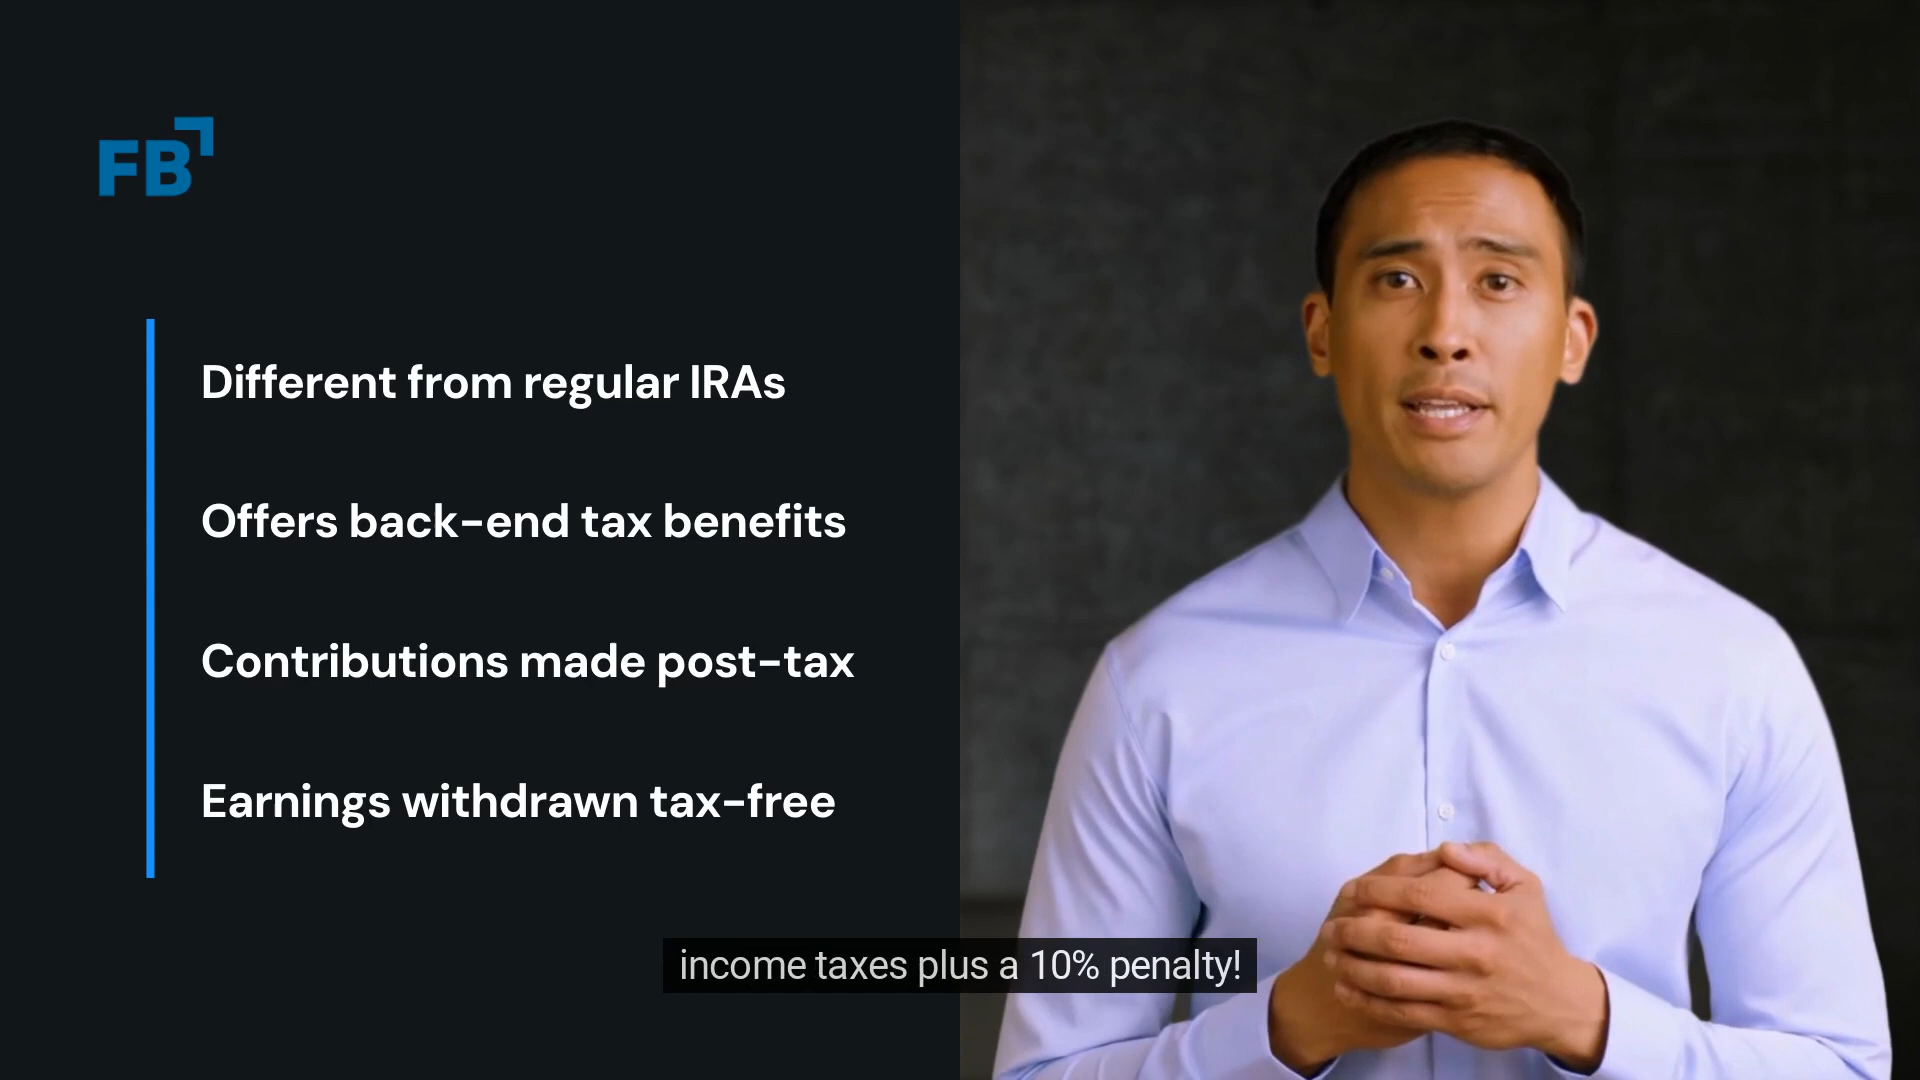 FB
Different from regular IRAs
Offers back-end tax benefits
Contributions made post-tax
Earnings withdrawn tax-free
income taxes plus a 10% penalty!